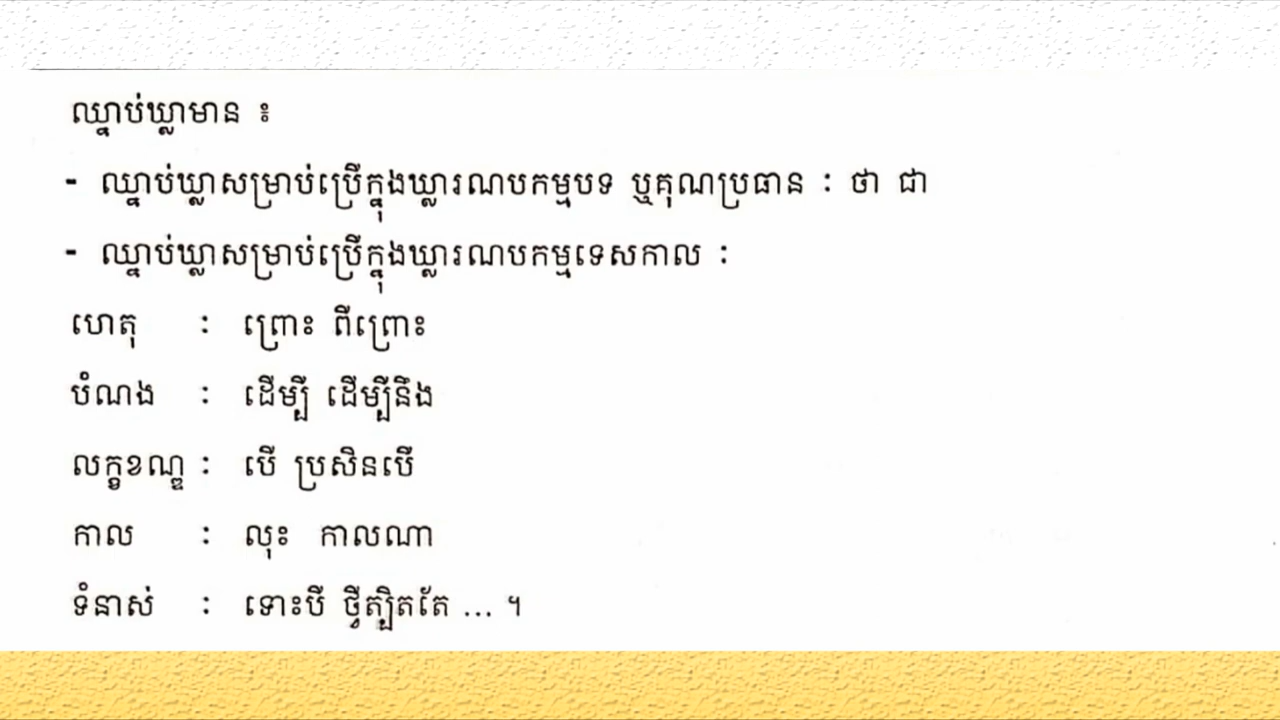 ឈ្នាប់ឃ្លាមាន ៖
- ឈ្នាប់ឃ្លាសម្រាប់ប្រើក្នុងឃ្លារណបកម្មបទ ឬគុណប្រធាន : ថា ជា
- ឈ្នាប់ឃ្លាសម្រាប់ប្រើក្នុងឃ្លារណបកម្មទេសកាល :
ហេតុ : ព្រោះ ពីព្រោះ
បំណង : ដើម្បី ដើម្បីនឹង
លក្ខខណ្ឌ : បើ ប្រសិនបើ
កាល : លុះ កាលណា
ទំនាស់ : ទោះបី ថ្វីត្បិតតែ ... ។